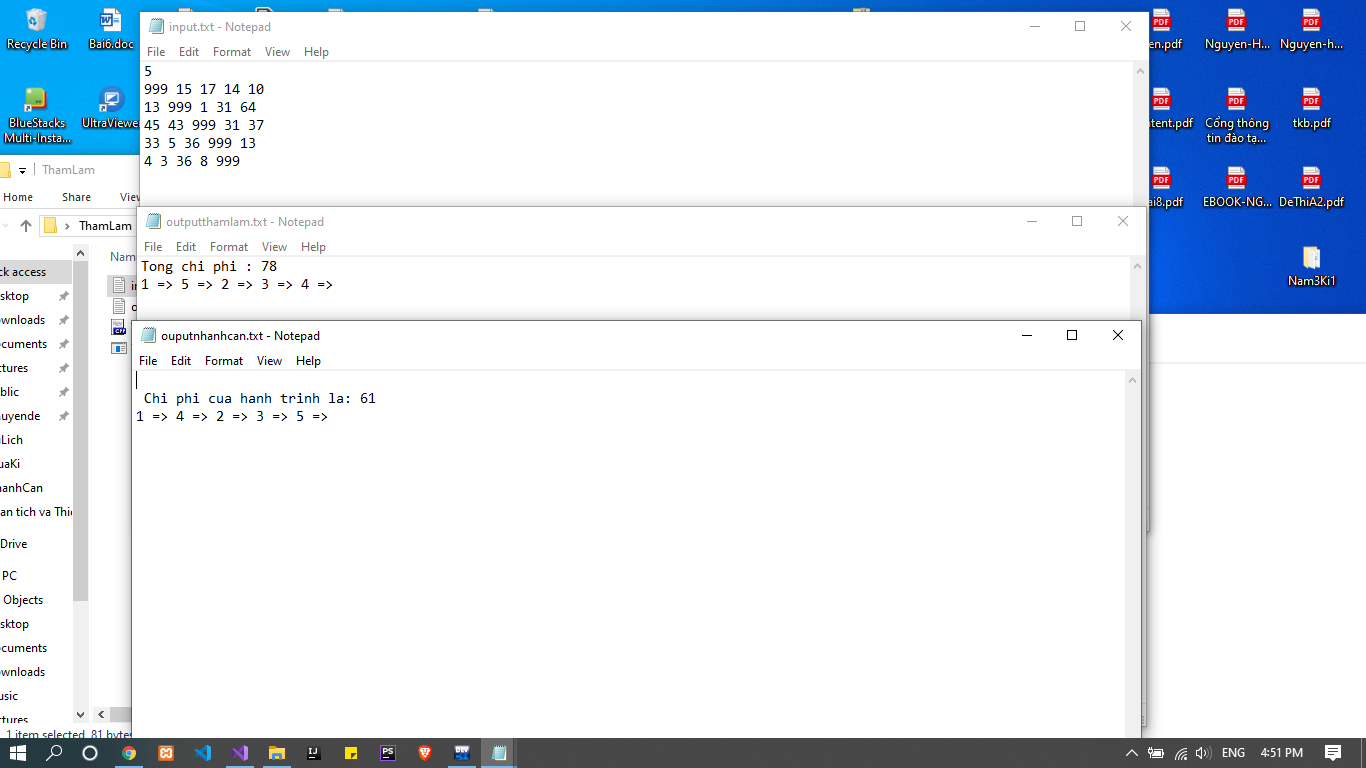 Recycle Bin
Bai6.doc
BlueStacks
Multi-Insta...
UltraViewer
en.pdf
Nguyen-H...
Nguyen-h...
tent.pdf
Cổng thông
tin đào tạ...
tkb.pdf
ai8.pdf
EBOOK-NG...
DeThiA2.pdf
Nam3Ki1
input.txt - Notepad
File Edit Format View Help
5
999 15 17 14 10
13 999 1 31 64
45 43 999 31 37
33 5 36 999 13
4 3 36 8 999
ThamLam
Home Share View
ThamLam
Nam
ck access
sktop
wnloads
cuments
ctures
blic
uyende
Lich
uaKi
hanhCan
an tich va Thiê
Drive
PC
Objects
sktop
cuments
wnloads
usic
ctures
1 item selected, 81 bytes
outputthamlam.txt - Notepad
File Edit Format View Help
Tong chi phi : 78
1 => 5 => 2 => 3 => 4 =>
ouputnhanhcan.txt - Notepad
File Edit Format View Help
Chi phi cua hanh trinh la: 61
1 => 4 => 2 => 3 => 5 =>
ENG
4:51 PM